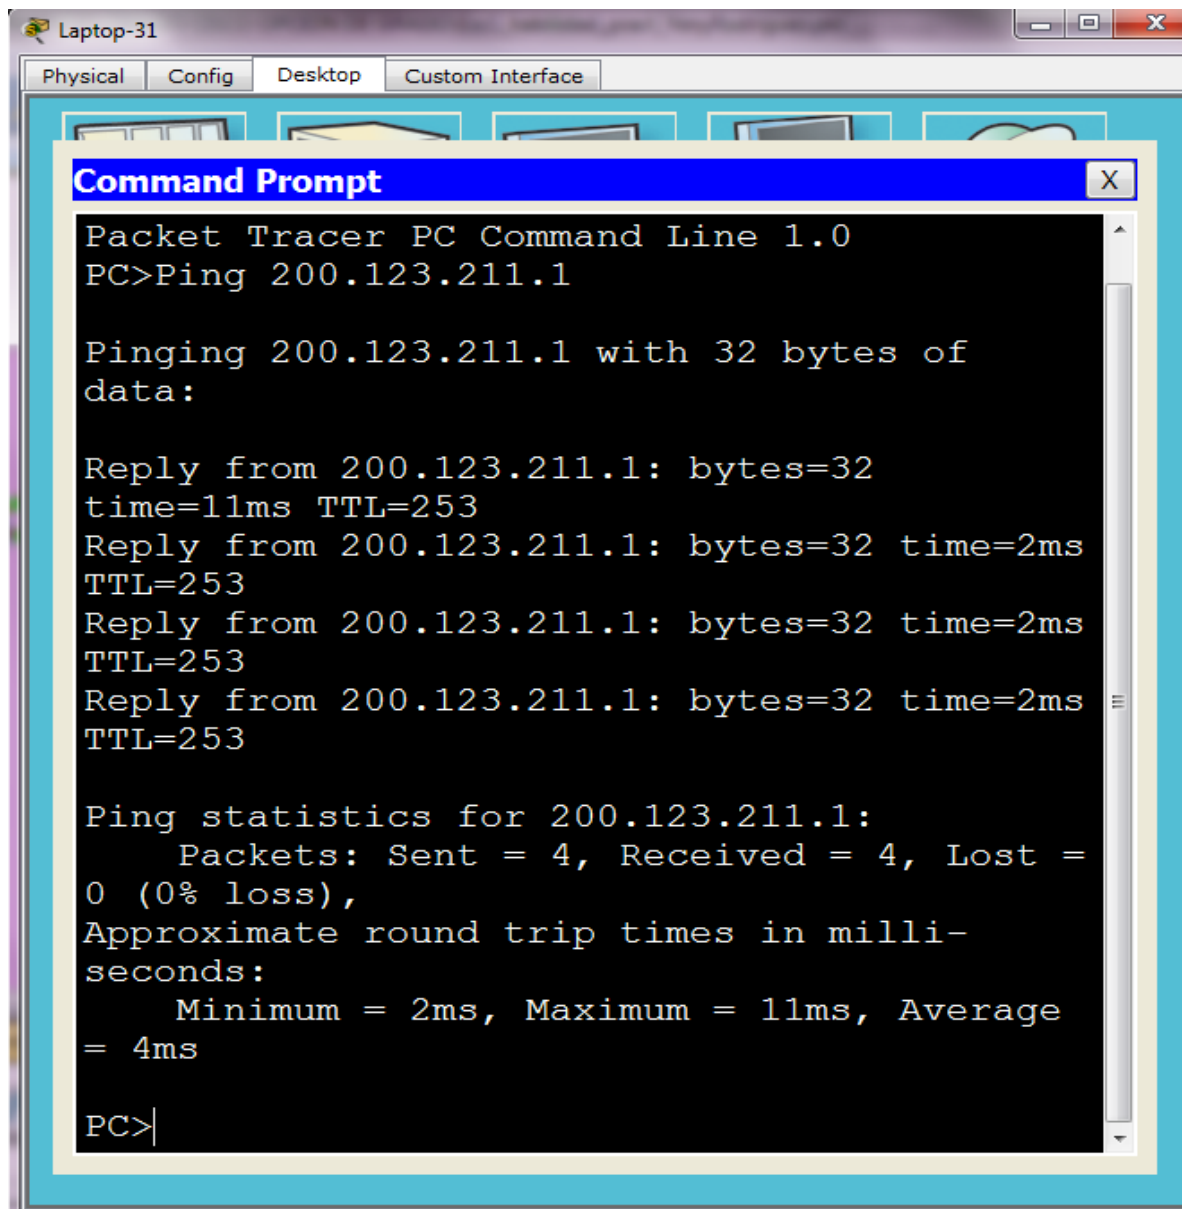 Laptop-31
Physical Config Desktop Custom Interface
Command Prompt X
Packet Tracer PC Command Line 1.0
PC>Ping 200.123.211.1
Pinging 200.123.211.1 with 32 bytes of
data:
Reply from 200.123.211.1: bytes=32
time=11ms TTL=253
Reply from 200.123.211.1: bytes=32 time=2ms
TTL=253
Reply from 200.123.211.1: bytes=32 time=2ms
TTL=253
Reply from 200.123.211.1: bytes=32 time=2ms
TTL=253
Ping statistics for 200.123.211.1:
Packets: Sent = 4, Received = 4, Lost =
0 (0% loss),
Approximate round trip times in milli-
seconds:
Minimum = 2ms, Maximum = 11ms, Average
= 4ms
PC>